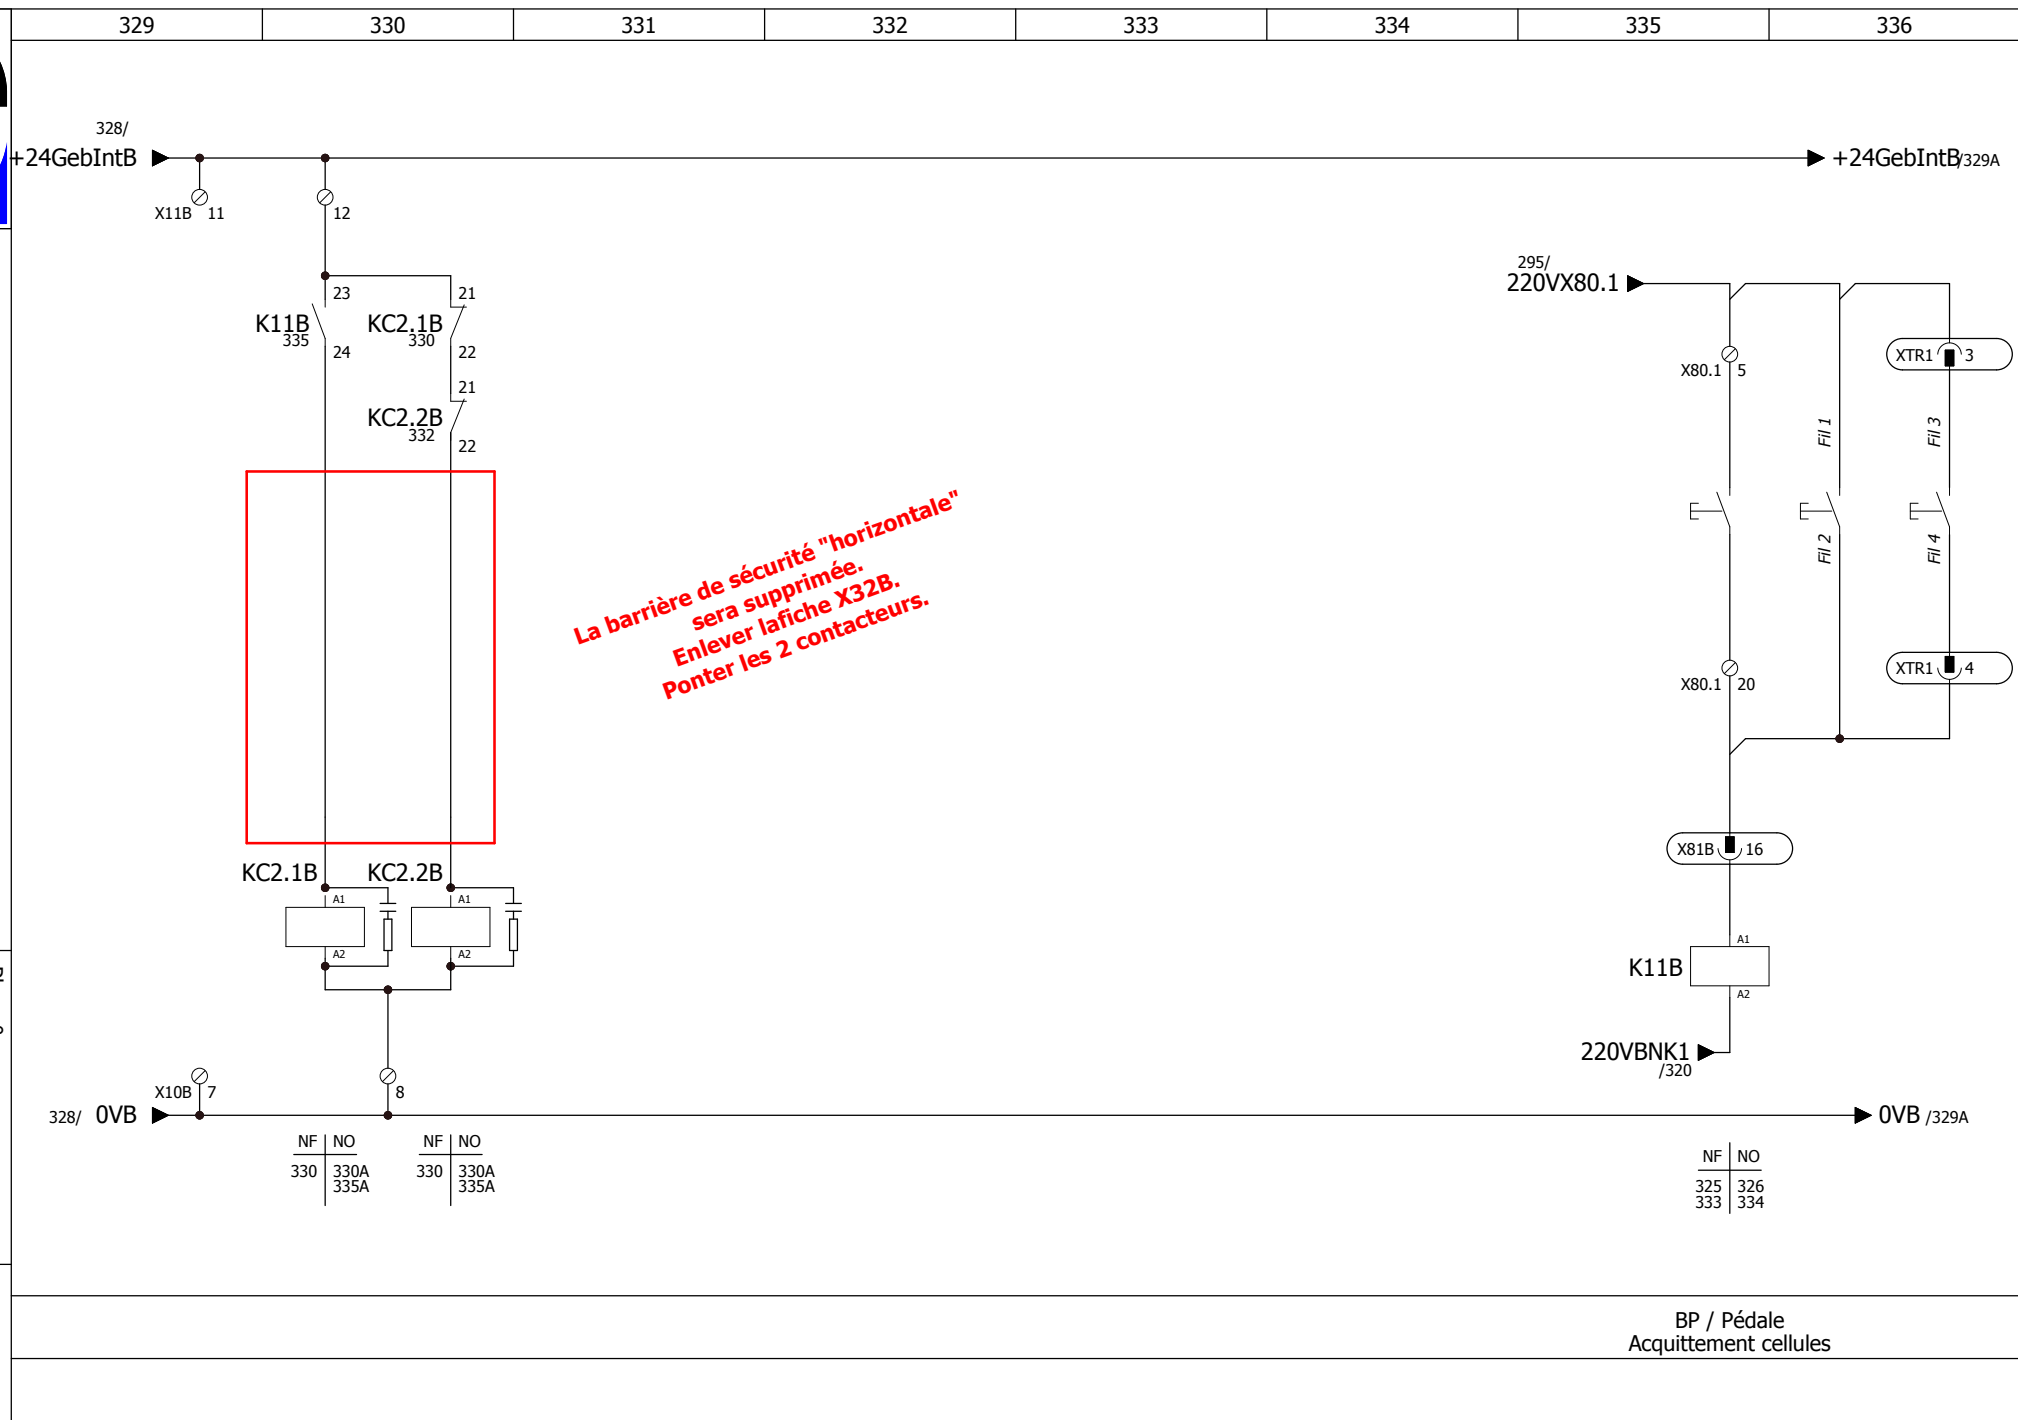 329 330 331 332 333 334 335 336
328/
+24GebIntB
+24GebIntB/329A
X11B 11
12
295/
220VX80.1
23
21
K11B
335
KC2.1B
330
24
22
X80.1 5
XTR1 3
21
KC2.2B
332
22
Fil 1
Fil 3
La barrière de sécurité "horizontale"
sera supprimée.
Enlever lafiche X32B.
Ponter les 2 contacteurs.
Fil 2
Fil 4
X80.1 20
XTR1 4
X81B 16
KC2.1B
KC2.2B
A1
A1
A2
A2
A1
K11B
A2
220VBNK1
/320
X10B 7
8
328/ 0VB
0VB /329A
NF NO
330 330A
335A
NF NO
330 330A
335A
NF NO
325 326
333 334
BP / Pédale
Acquittement cellules